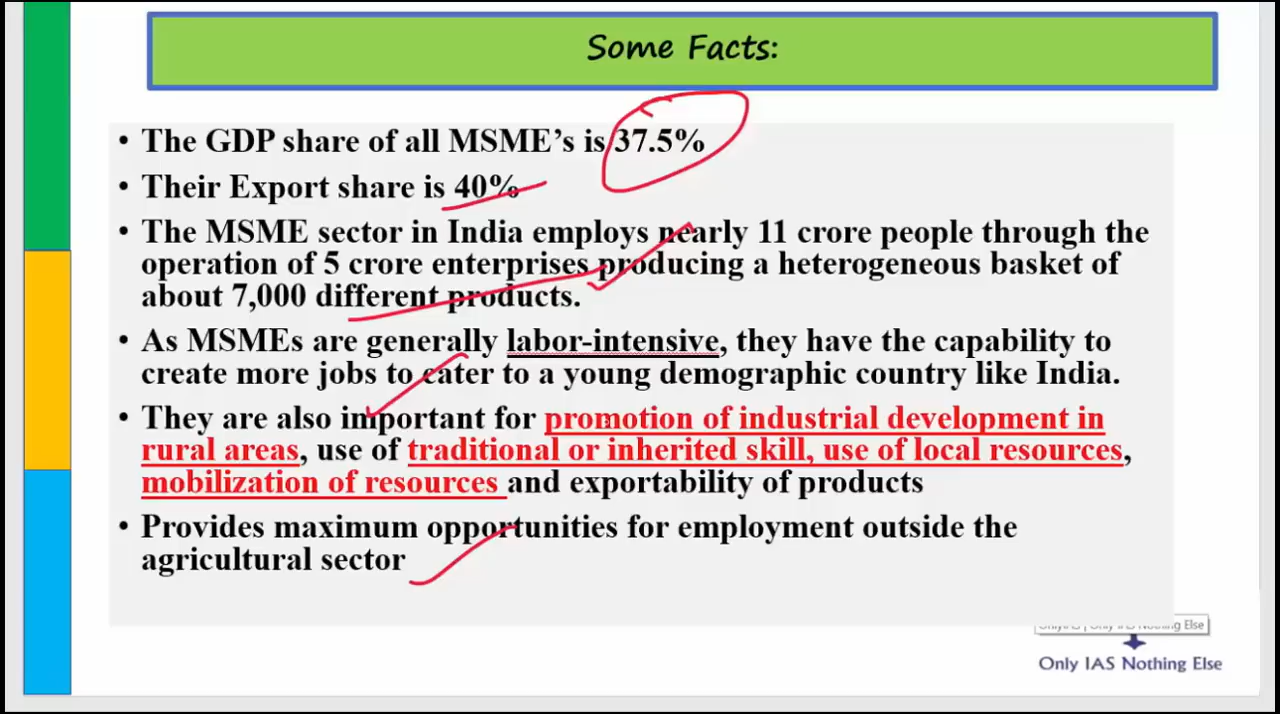 Some Facts:
• The GDP share of all MSME's is 37.5%
• Their Export share is 40%
• The MSME sector in India employs nearly 11 crore people through the
operation of 5 crore enterprises producing a heterogeneous basket of
about 7,000 different products.
• As MSMEs are generally labor-intensive, they have the capability to
create more jobs to cater to a young demographic country like India.
• They are also important for promotion of industrial development in
rural areas, use of traditional or inherited skill, use of local resources,
mobilization of resources and exportability of products
• Provides maximum opportunities for employment outside the
agricultural sector
Nothing Else
Only IAS Nothing Else